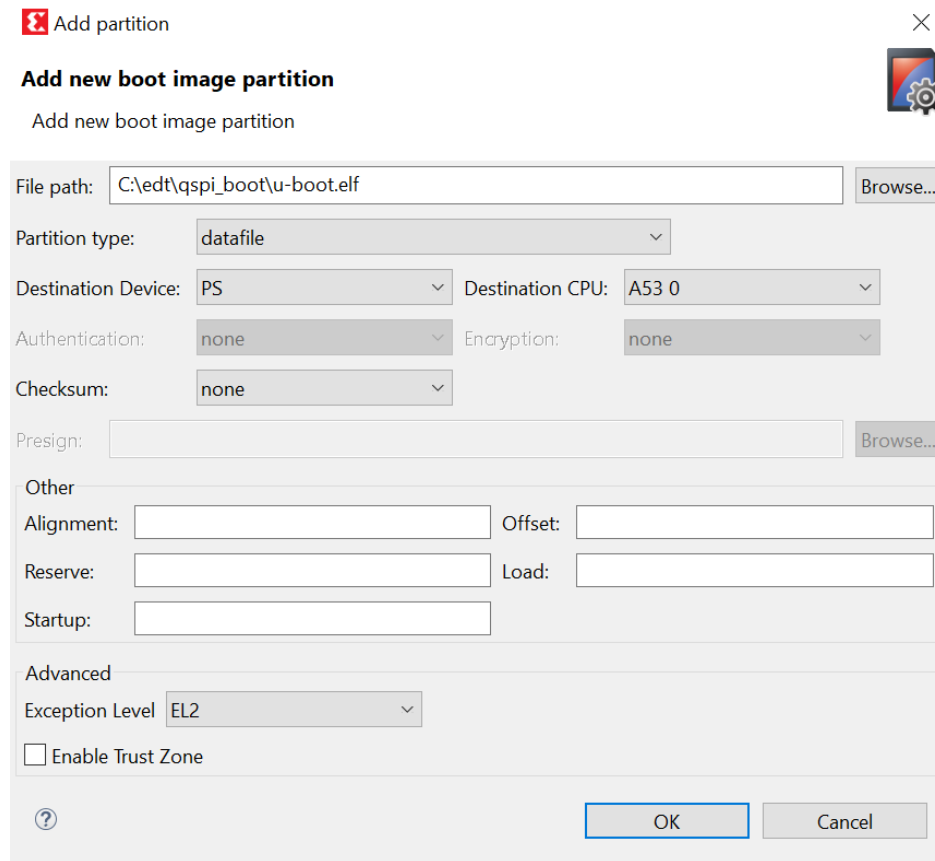 Add partition
Add new boot image partition
Add new boot image partition
File path: C:\edt\qspi_boot\u-boot.elf Browse...
Partition type: datafile
Destination Device: PS Destination CPU: A53 0
Authentication: none Encryption: none
Checksum: none
Presign: Browse...
Other
Alignment: Offset:
Reserve: Load:
Startup:
Advanced
Exception Level EL2
Enable Trust Zone
? OK Cancel